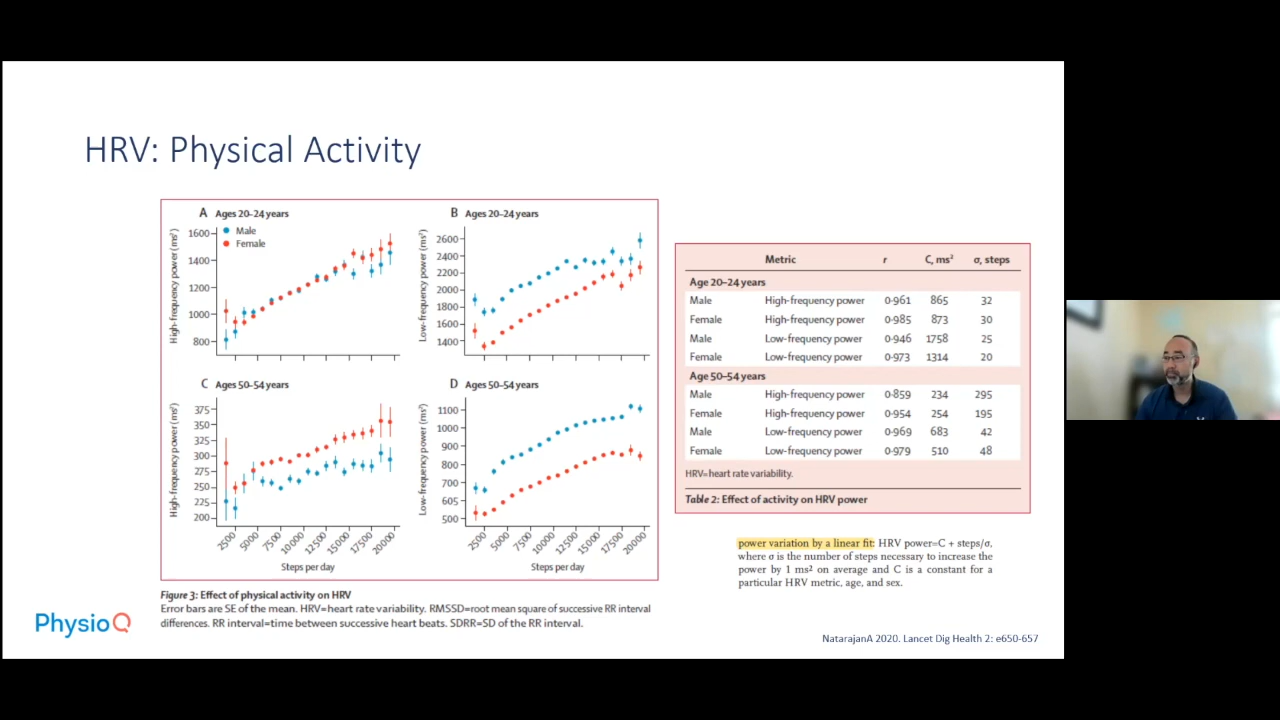 HRV: Physical Activity
A Ages 20–24 years
Male
Female
High-frequency power (ms²)
1600
1400
1200
1000
800
B Ages 20–24 years
Low-frequency power (ms²)
2600
2400
2200
2000
1800
1600
1400
C Ages 50–54 years
High-frequency power (ms²)
375
350
325
300
275
250
225
200
2500
5000
7500
10000
12500
15000
17500
20000
Steps per day
D Ages 50–54 years
Low-frequency power (ms²)
1100
1000
900
800
700
605
500
2500
5000
7500
10000
12500
15000
17500
20000
Steps per day
Figure 3: Effect of physical activity on HRV
Error bars are SE of the mean. HRV=heart rate variability. RMSSD=root mean square of successive RR interval
differences. RR interval=time between successive heart beats. SDRR=SD of the RR interval.
Metric r C, ms² σ, steps
Age 20–24 years
Male High-frequency power 0·961 865 32
Female High-frequency power 0·985 873 30
Male Low-frequency power 0·946 1758 25
Female Low-frequency power 0·973 1314 20
Age 50–54 years
Male High-frequency power 0·859 234 295
Female High-frequency power 0·954 254 195
Male Low-frequency power 0·969 683 42
Female Low-frequency power 0·979 510 48
HRV=heart rate variability.
Table 2: Effect of activity on HRV power
power variation by a linear fit: HRV power=C + steps/σ,
where σ is the number of steps necessary to increase the
power by 1 ms² on average and C is a constant for a
particular HRV metric, age, and sex.
PhysioQ
NatarajanA 2020. Lancet Dig Health 2: e650-657